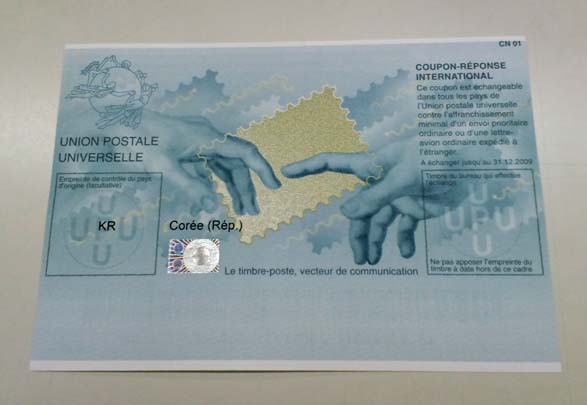 CN 01
COUPON-RÉPONSE
INTERNATIONAL
Ce coupon est échangeable
dans tous les pays de
l'Union postale universelle
contre l'affranchissement
minimal d'un envoi prioritaire
ordinaire ou d'une lettre-
avion ordinaire expédié à
l'étranger.
A échanger jusqu'au 31.12.2009
UNION POSTALE
UNIVERSELLE
Empreinte de contrôle du pays
d'origine (facultative)
KR
Corée (Rép.)
Timbre du bureau qui effectue
l'échange
UPU
Ne pas apposer l'empreinte du
timbre à date hors de ce cadre
Le timbre-poste, vecteur de communication